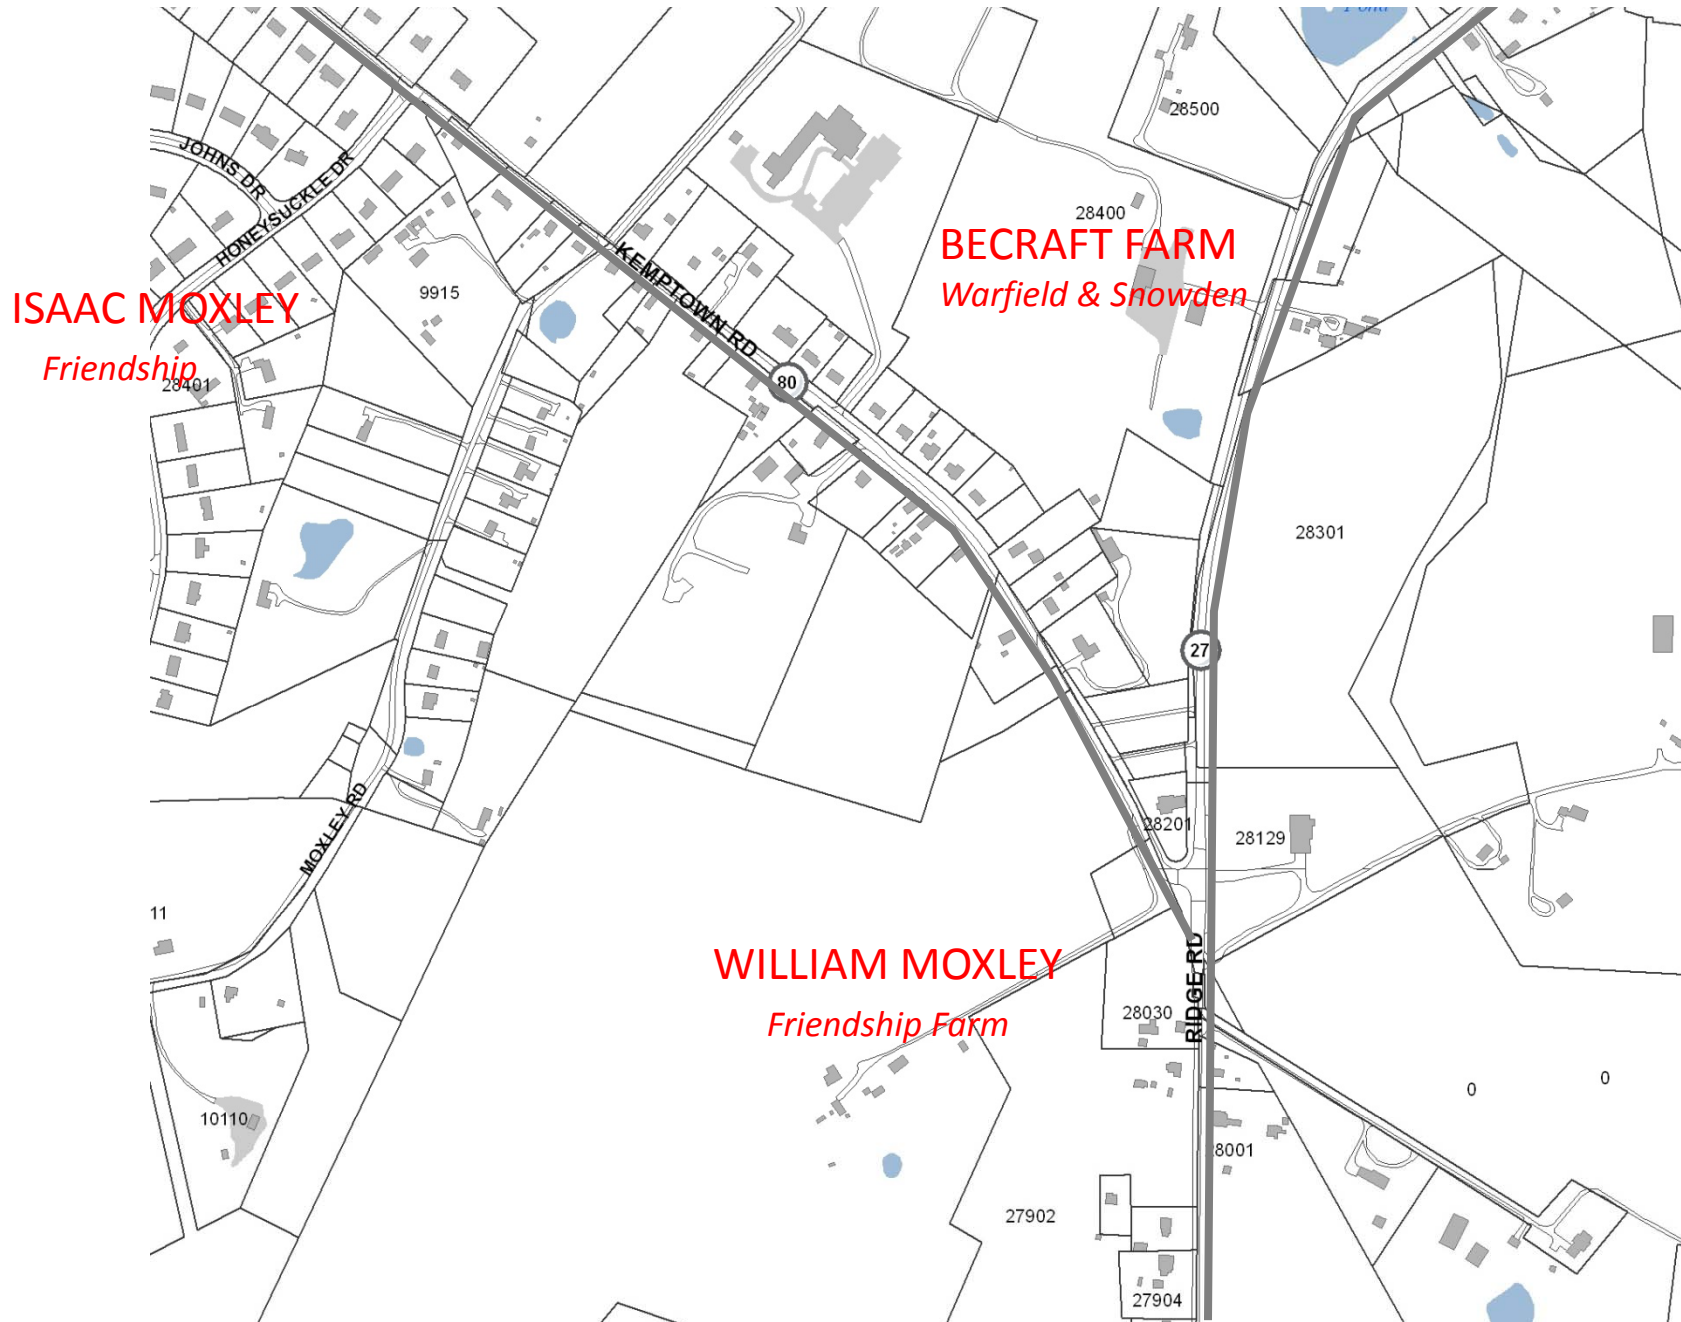 Pond
28500
JOHNS DR
HONEYSUCKLE DR
28400
KEMPTOWN RD
BECRAFT FARM
Warfield & Snowden
9915
ISAAC MOXLEY
Friendship
28401
80
28301
27
MOXLEY RD
28201
28129
11
WILLIAM MOXLEY
Friendship Farm
RIDGE RD
28030
0
0
10110
28001
27902
27904